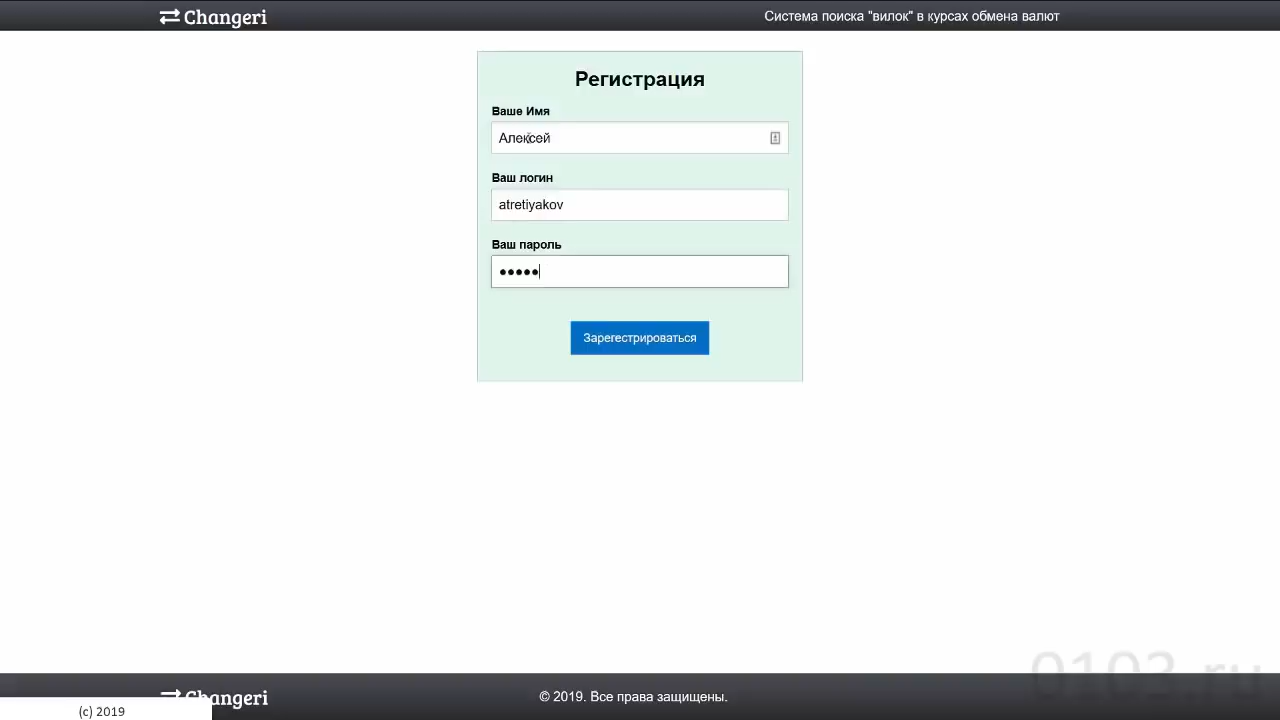 Changeri
Система поиска "вилок" в курсах обмена валют
Регистрация
Ваше Имя
Алексей
Ваш логин
atretiyakov
Ваш пароль
●●●●●
Зарегестрироваться
0103.ru
Changeri
© 2019. Все права защищены.
(c) 2019